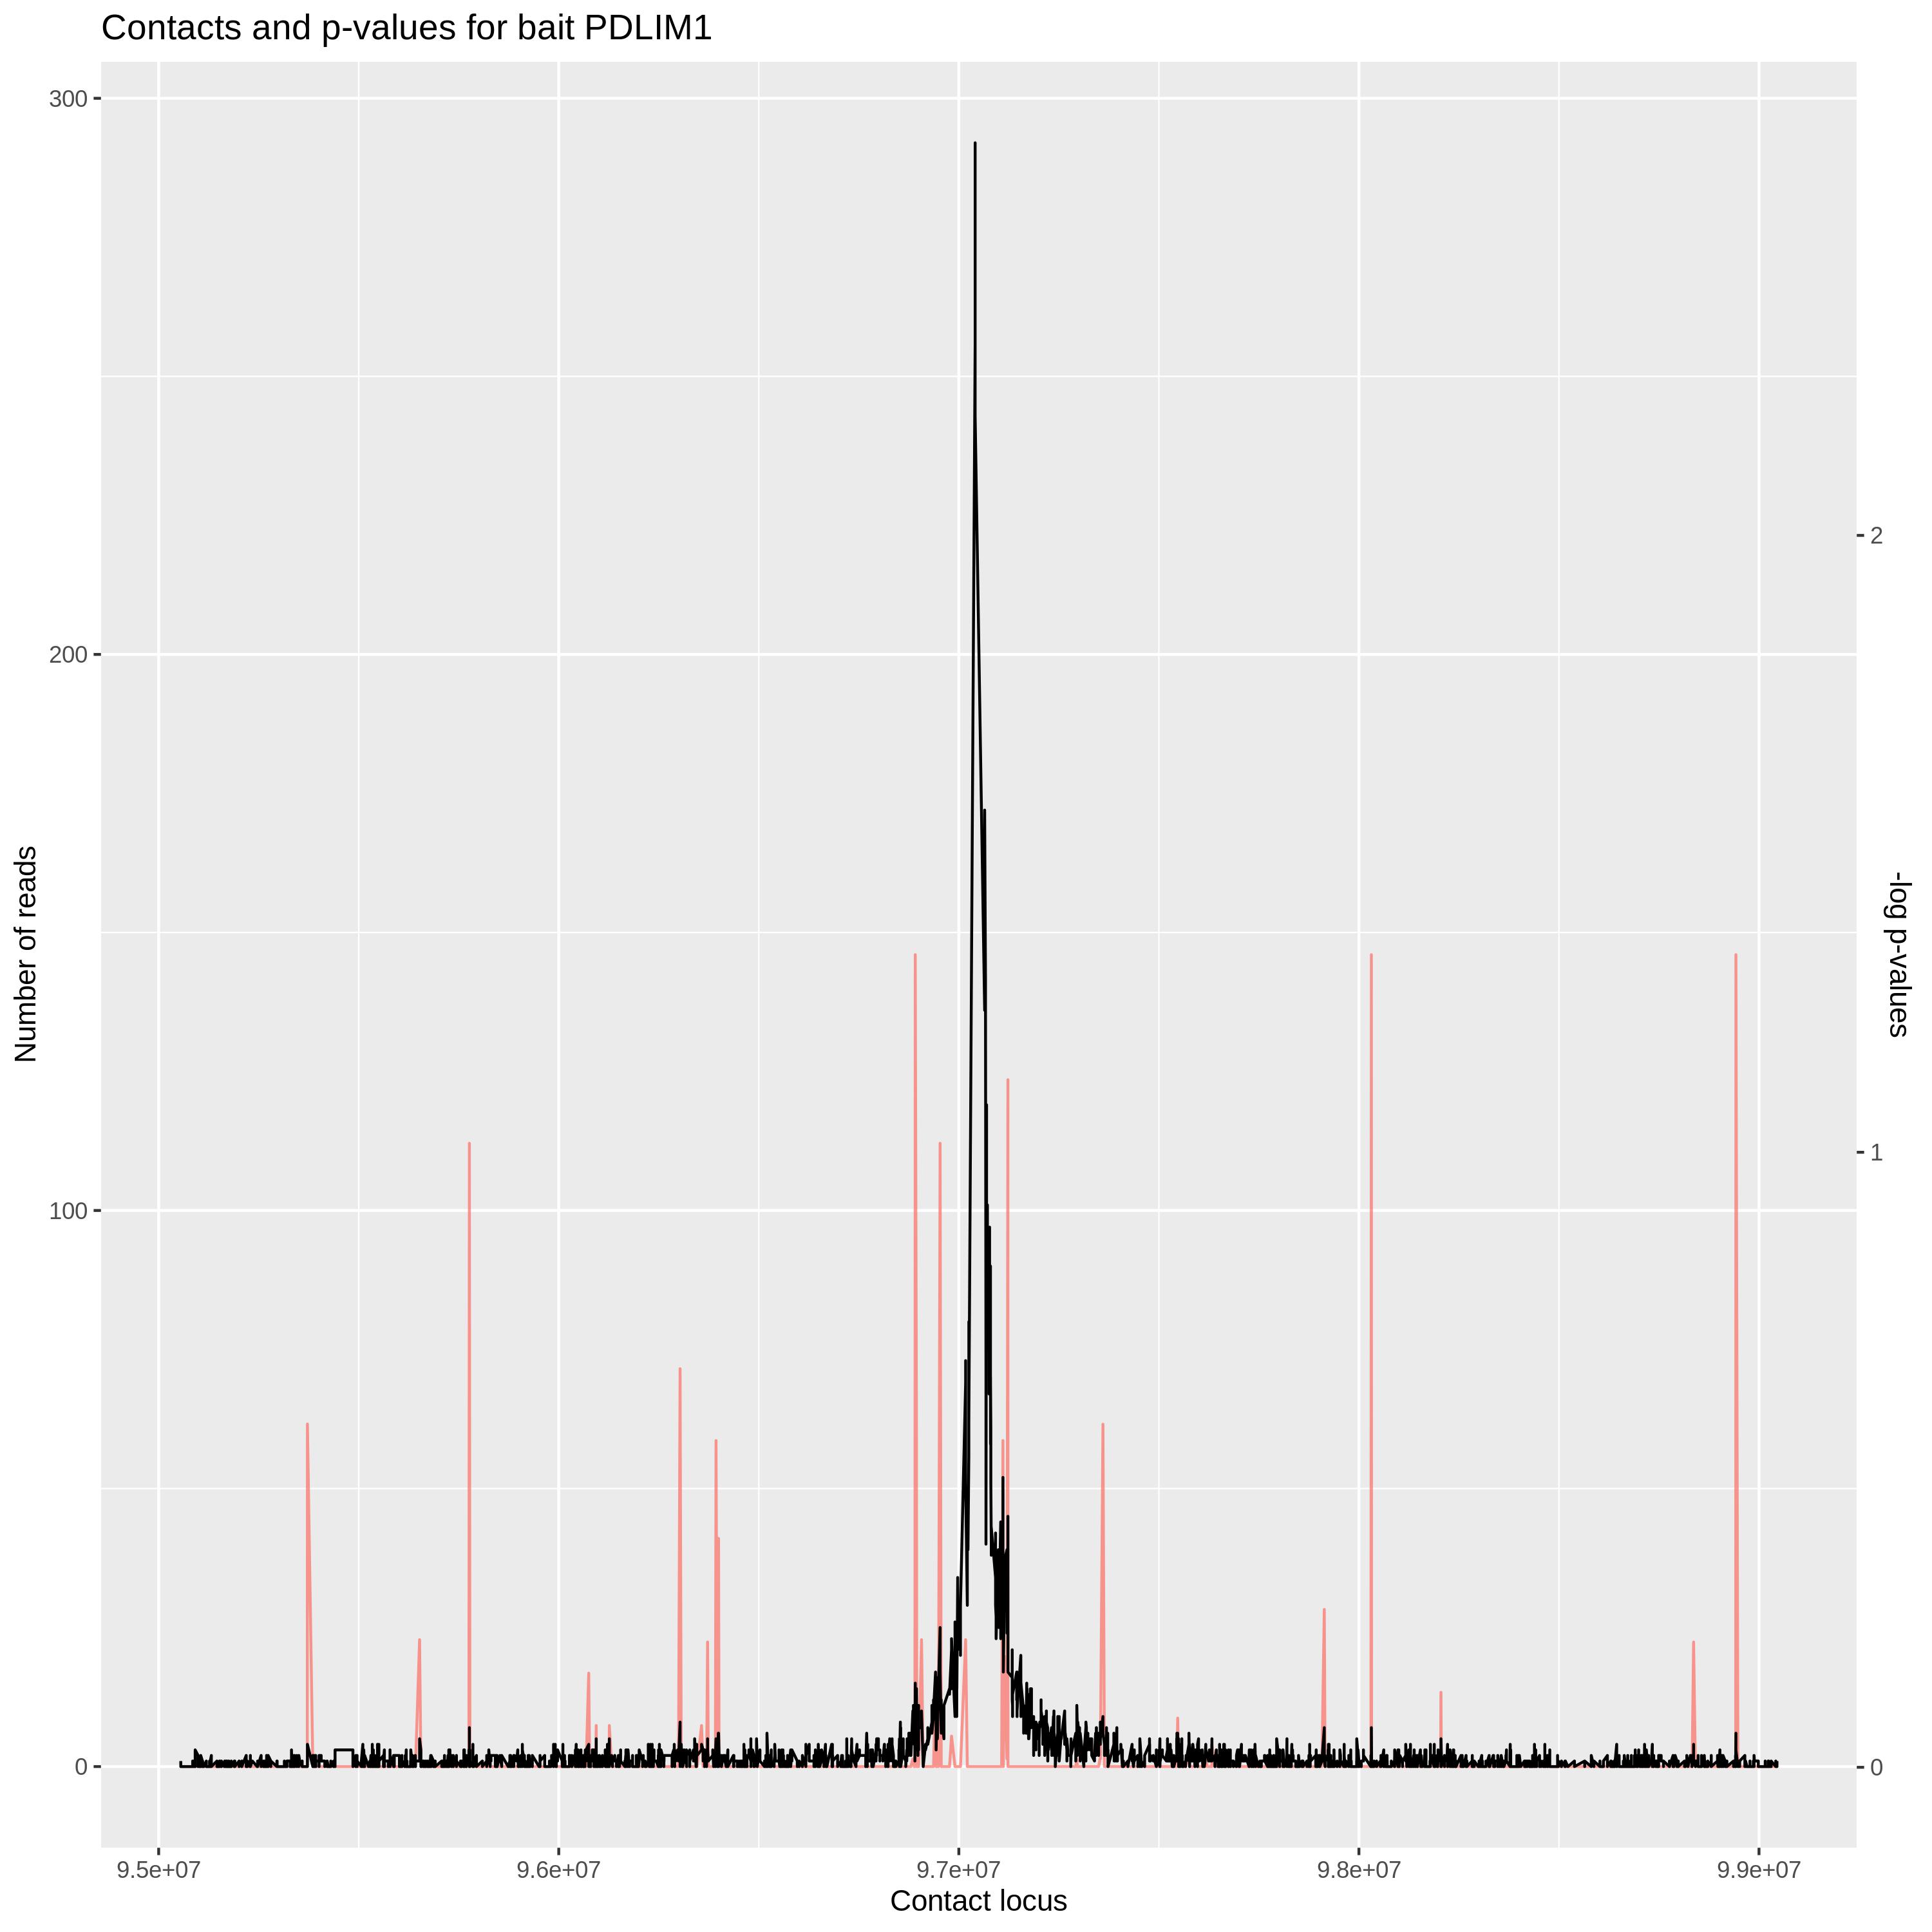 Contacts and p-values for bait PDLIM1
300
200
100
0
Number of reads
2
1
0
-log p-values
9.5e+07 9.6e+07 9.7e+07 9.8e+07 9.9e+07
Contact locus